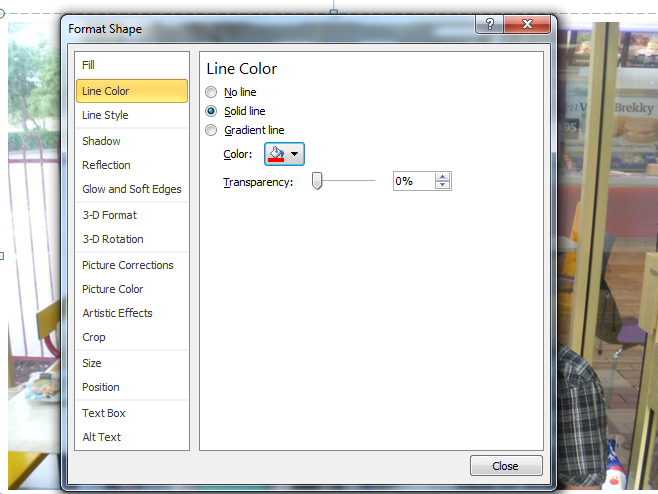 Format Shape
Fill
Line Color
Line Style
Shadow
Reflection
Glow and Soft Edges
3-D Format
3-D Rotation
Picture Corrections
Picture Color
Artistic Effects
Crop
Size
Position
Text Box
Alt Text
Line Color
No line
Solid line
Gradient line
Color:
Transparency:
0%
Close
Brekky